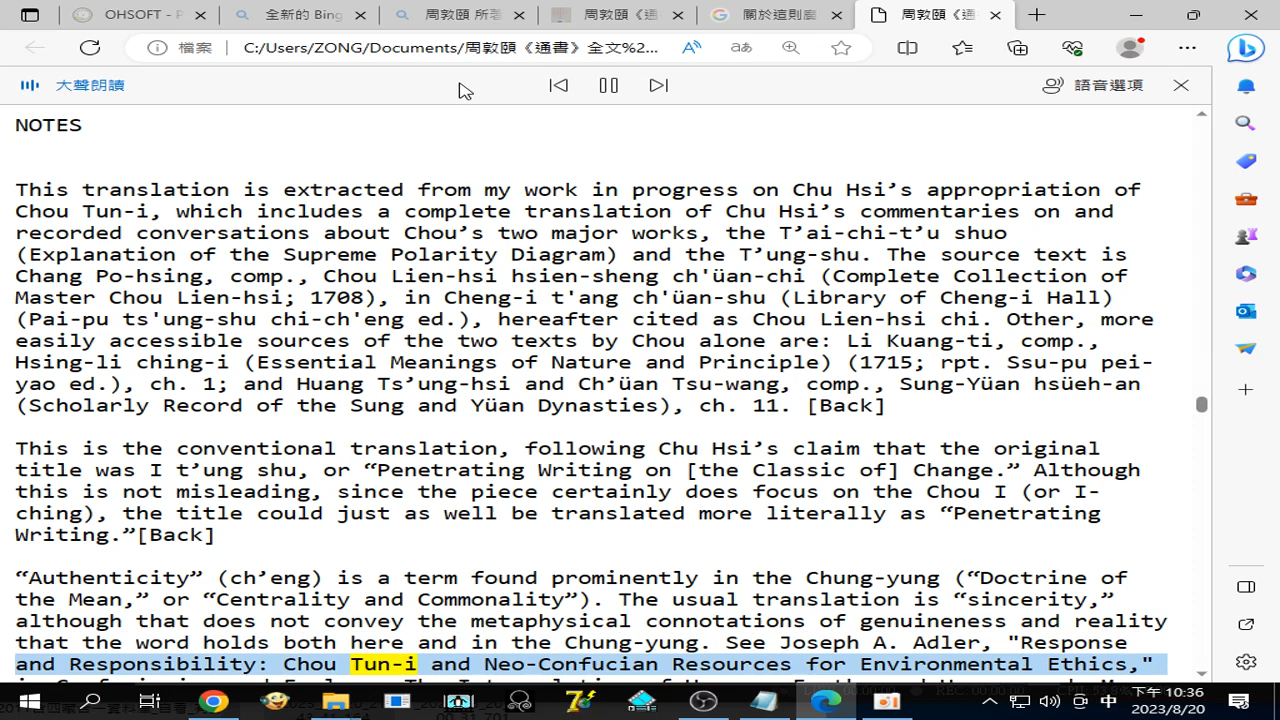 OHSOFT - P
全新的 Bing
周敦頤 所著
周敦頤《通
關於這則廟
周敦頤《通
檔案
C:/Users/ZONG/Documents/周敦頤《通書》全文%2...
大聲朗讀
語音選項
NOTES
This translation is extracted from my work in progress on Chu Hsi’s appropriation of
Chou Tun-i, which includes a complete translation of Chu Hsi’s commentaries on and
recorded conversations about Chou’s two major works, the T’ai-chi-t’u shuo
(Explanation of the Supreme Polarity Diagram) and the T’ung-shu. The source text is
Chang Po-hsing, comp., Chou Lien-hsi hsien-sheng ch'üan-chi (Complete Collection of
Master Chou Lien-hsi; 1708), in Cheng-i t'ang ch'üan-shu (Library of Cheng-i Hall)
(Pai-pu ts'ung-shu chi-ch'eng ed.), hereafter cited as Chou Lien-hsi chi. Other, more
easily accessible sources of the two texts by Chou alone are: Li Kuang-ti, comp.,
Hsing-li ching-i (Essential Meanings of Nature and Principle) (1715; rpt. Ssu-pu pei-
yao ed.), ch. 1; and Huang Ts’ung-hsi and Ch’üan Tsu-wang, comp., Sung-Yüan hsüeh-an
(Scholarly Record of the Sung and Yüan Dynasties), ch. 11. [Back]
This is the conventional translation, following Chu Hsi’s claim that the original
title was I t’ung shu, or “Penetrating Writing on [the Classic of] Change.” Although
this is not misleading, since the piece certainly does focus on the Chou I (or I-
ching), the title could just as well be translated more literally as “Penetrating
Writing.”[Back]
“Authenticity” (ch’eng) is a term found prominently in the Chung-yung (“Doctrine of
the Mean,” or “Centrality and Commonality”). The usual translation is “sincerity,”
although that does not convey the metaphysical connotations of genuineness and reality
that the word holds both here and in the Chung-yung. See Joseph A. Adler, "Response
and Responsibility: Chou Tun-i and Neo-Confucian Resources for Environmental Ethics,"
中
下午 10:36
2023/8/20